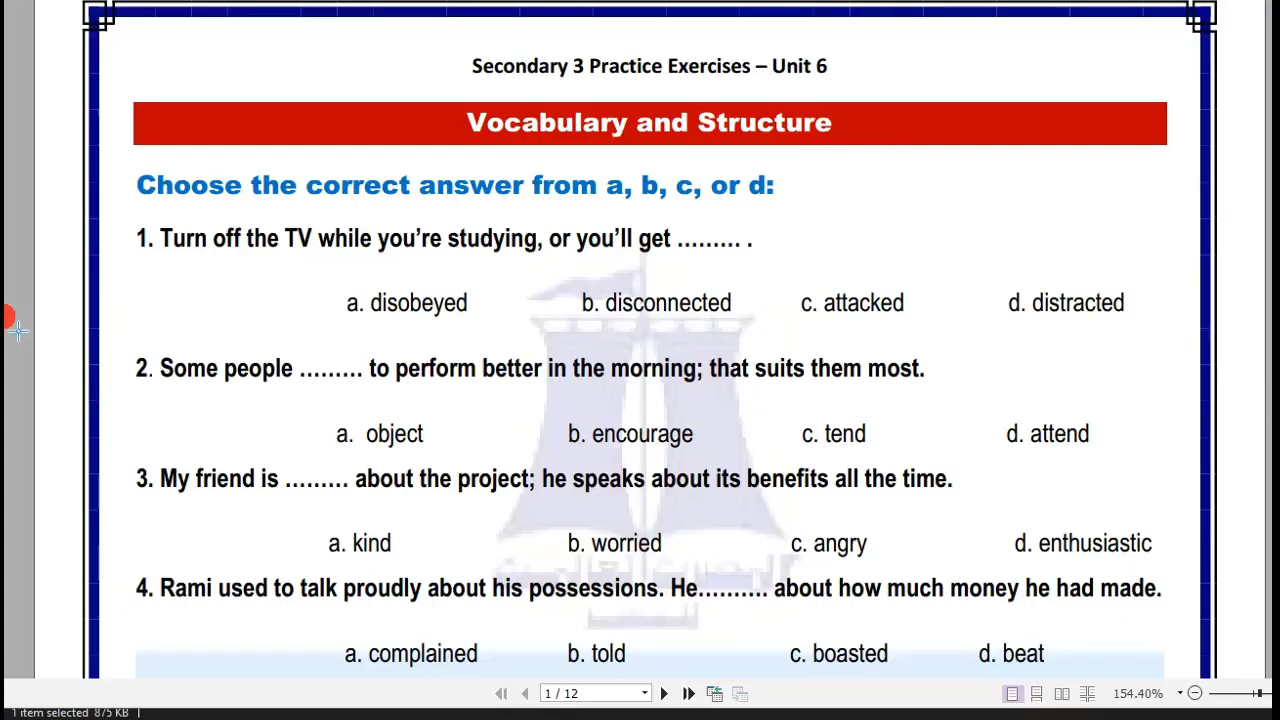 Secondary 3 Practice Exercises – Unit 6
Vocabulary and Structure
Choose the correct answer from a, b, c, or d:
1. Turn off the TV while you’re studying, or you’ll get ……… .
a. disobeyed b. disconnected c. attacked d. distracted
2. Some people ……… to perform better in the morning; that suits them most.
a. object b. encourage c. tend d. attend
3. My friend is ……… about the project; he speaks about its benefits all the time.
a. kind b. worried c. angry d. enthusiastic
4. Rami used to talk proudly about his possessions. He………. about how much money he had made.
a. complained b. told c. boasted d. beat
1 / 12
154.40%
1 item selected 875 KB